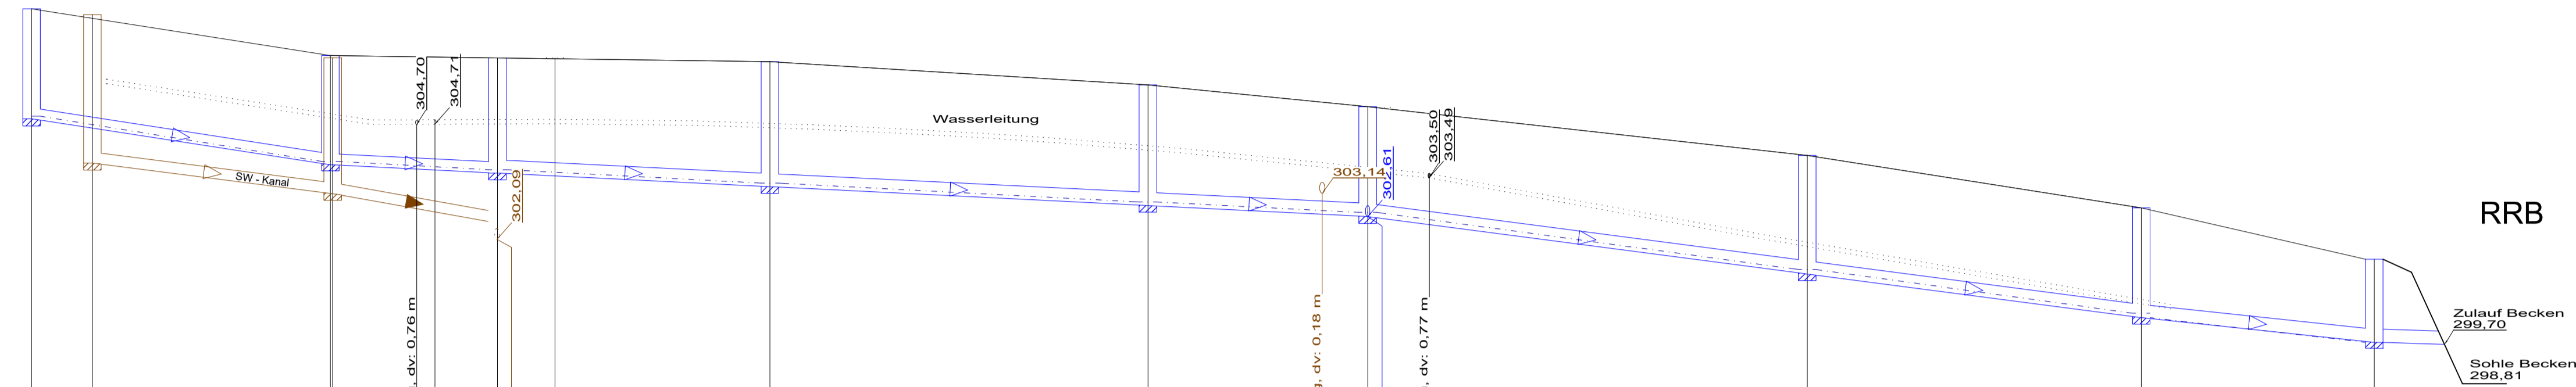 304,70
304,71
Wasserleitung
303,50
303,49
302,61
303,14
302,09
SW - Kanal
RRB
dv: 0,76 m
dv: 0,18 m
dv: 0,77 m
Zulauf Becken
299,70
Sohle Becken
298,81